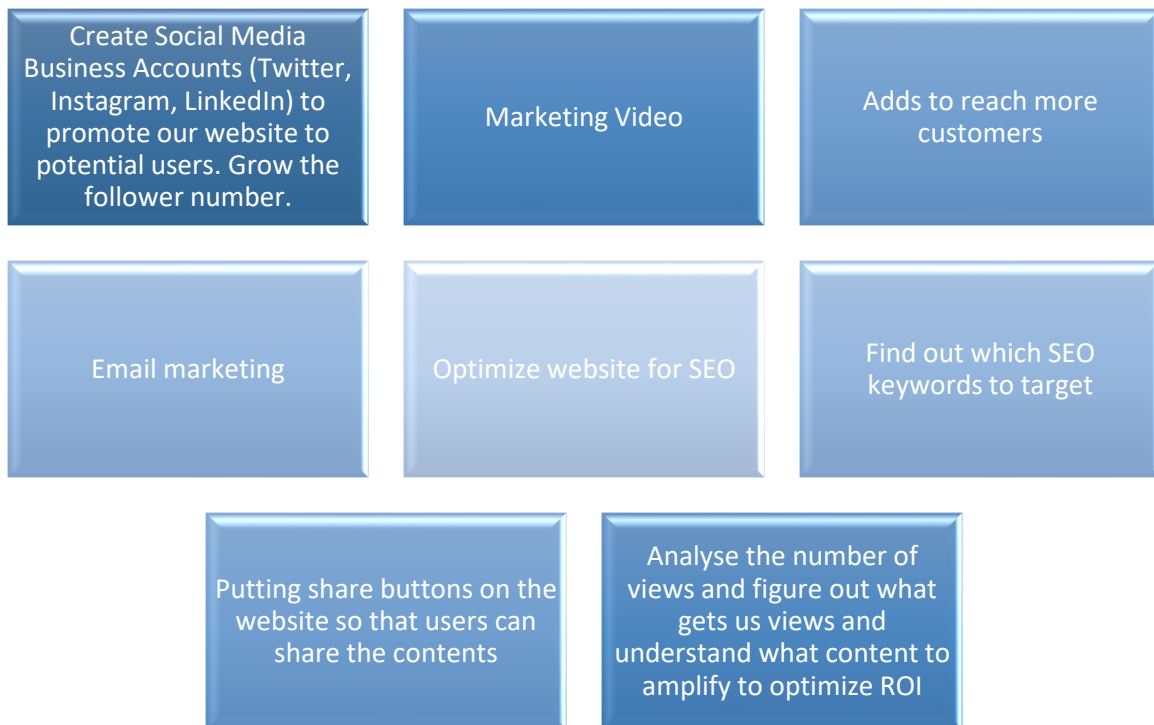 Create Social Media
Business Accounts (Twitter,
Instagram, LinkedIn) to
promote our website to
potential users. Grow the
follower number.
Marketing Video
Adds to reach more
customers
Email marketing
Optimize website for SEO
Find out which SEO
keywords to target
Putting share buttons on the
website so that users can
share the contents
Analyse the number of
views and figure out what
gets us views and
understand what content to
amplify to optimize ROI